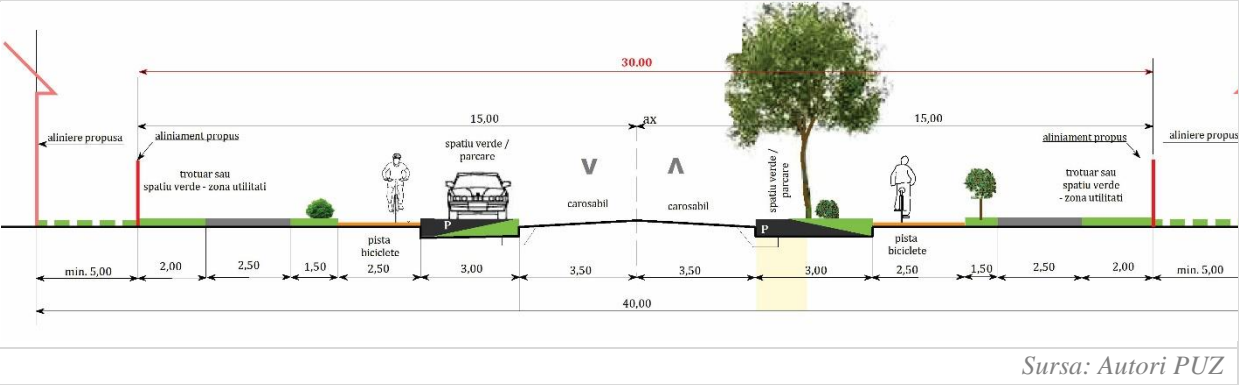 30,00
15,00
ax
15,00
aliniere propusa
aliniament propus
spatiu verde /
parcare
V
Λ
spatiu verde /
parcare
aliniament propus
aliniere propus
trotuar sau
spatiu verde - zona utilitati
trotuar sau
spatiu verde
- zona utilitati
carosabil
carosabil
P
P
pista
biciclete
pista
biciclete
min. 5,00
2,00
2,50
1,50
2,50
3,00
3,50
3,50
3,00
2,50
1,50
2,50
2,00
min. 5,00
40,00
Sursa: Autori PUZ